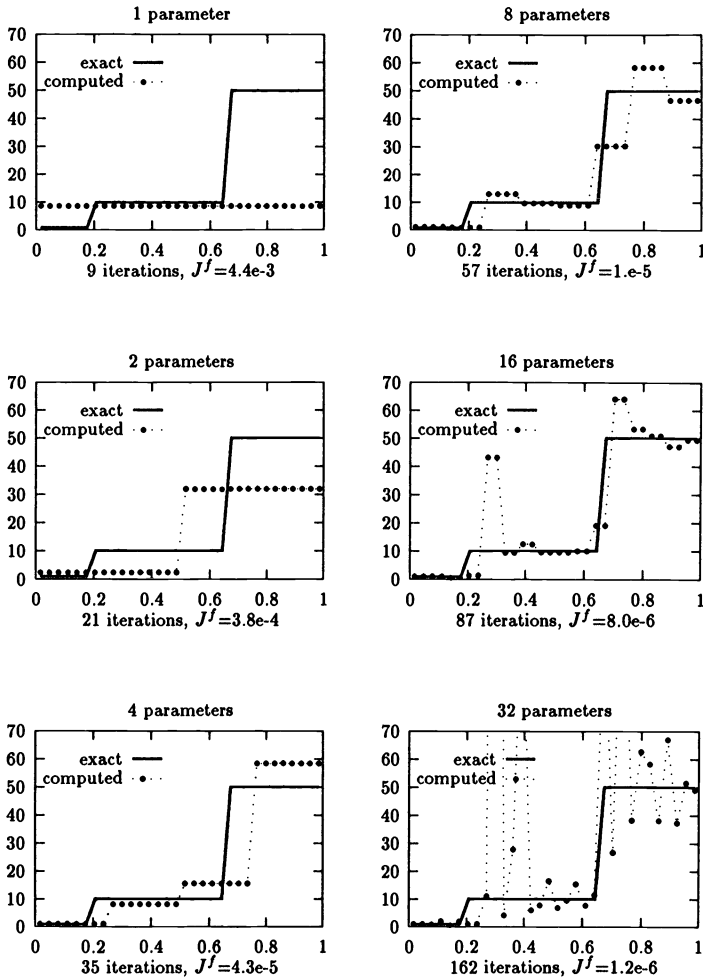 1 parameter
70
60
50
40
30
20
10
0
exact
computed
0 0.2 0.4 0.6 0.8 1
9 iterations, J^f=4.4e-3
8 parameters
70
60
50
40
30
20
10
0
exact
computed
0 0.2 0.4 0.6 0.8 1
57 iterations, J^f=1.e-5
2 parameters
70
60
50
40
30
20
10
0
exact
computed
0 0.2 0.4 0.6 0.8 1
21 iterations, J^f=3.8e-4
16 parameters
70
60
50
40
30
20
10
0
exact
computed
0 0.2 0.4 0.6 0.8 1
87 iterations, J^f=8.0e-6
4 parameters
70
60
50
40
30
20
10
0
exact
computed
0 0.2 0.4 0.6 0.8 1
35 iterations, J^f=4.3e-5
32 parameters
70
60
50
40
30
20
10
0
exact
computed
0 0.2 0.4 0.6 0.8 1
162 iterations, J^f=1.2e-6